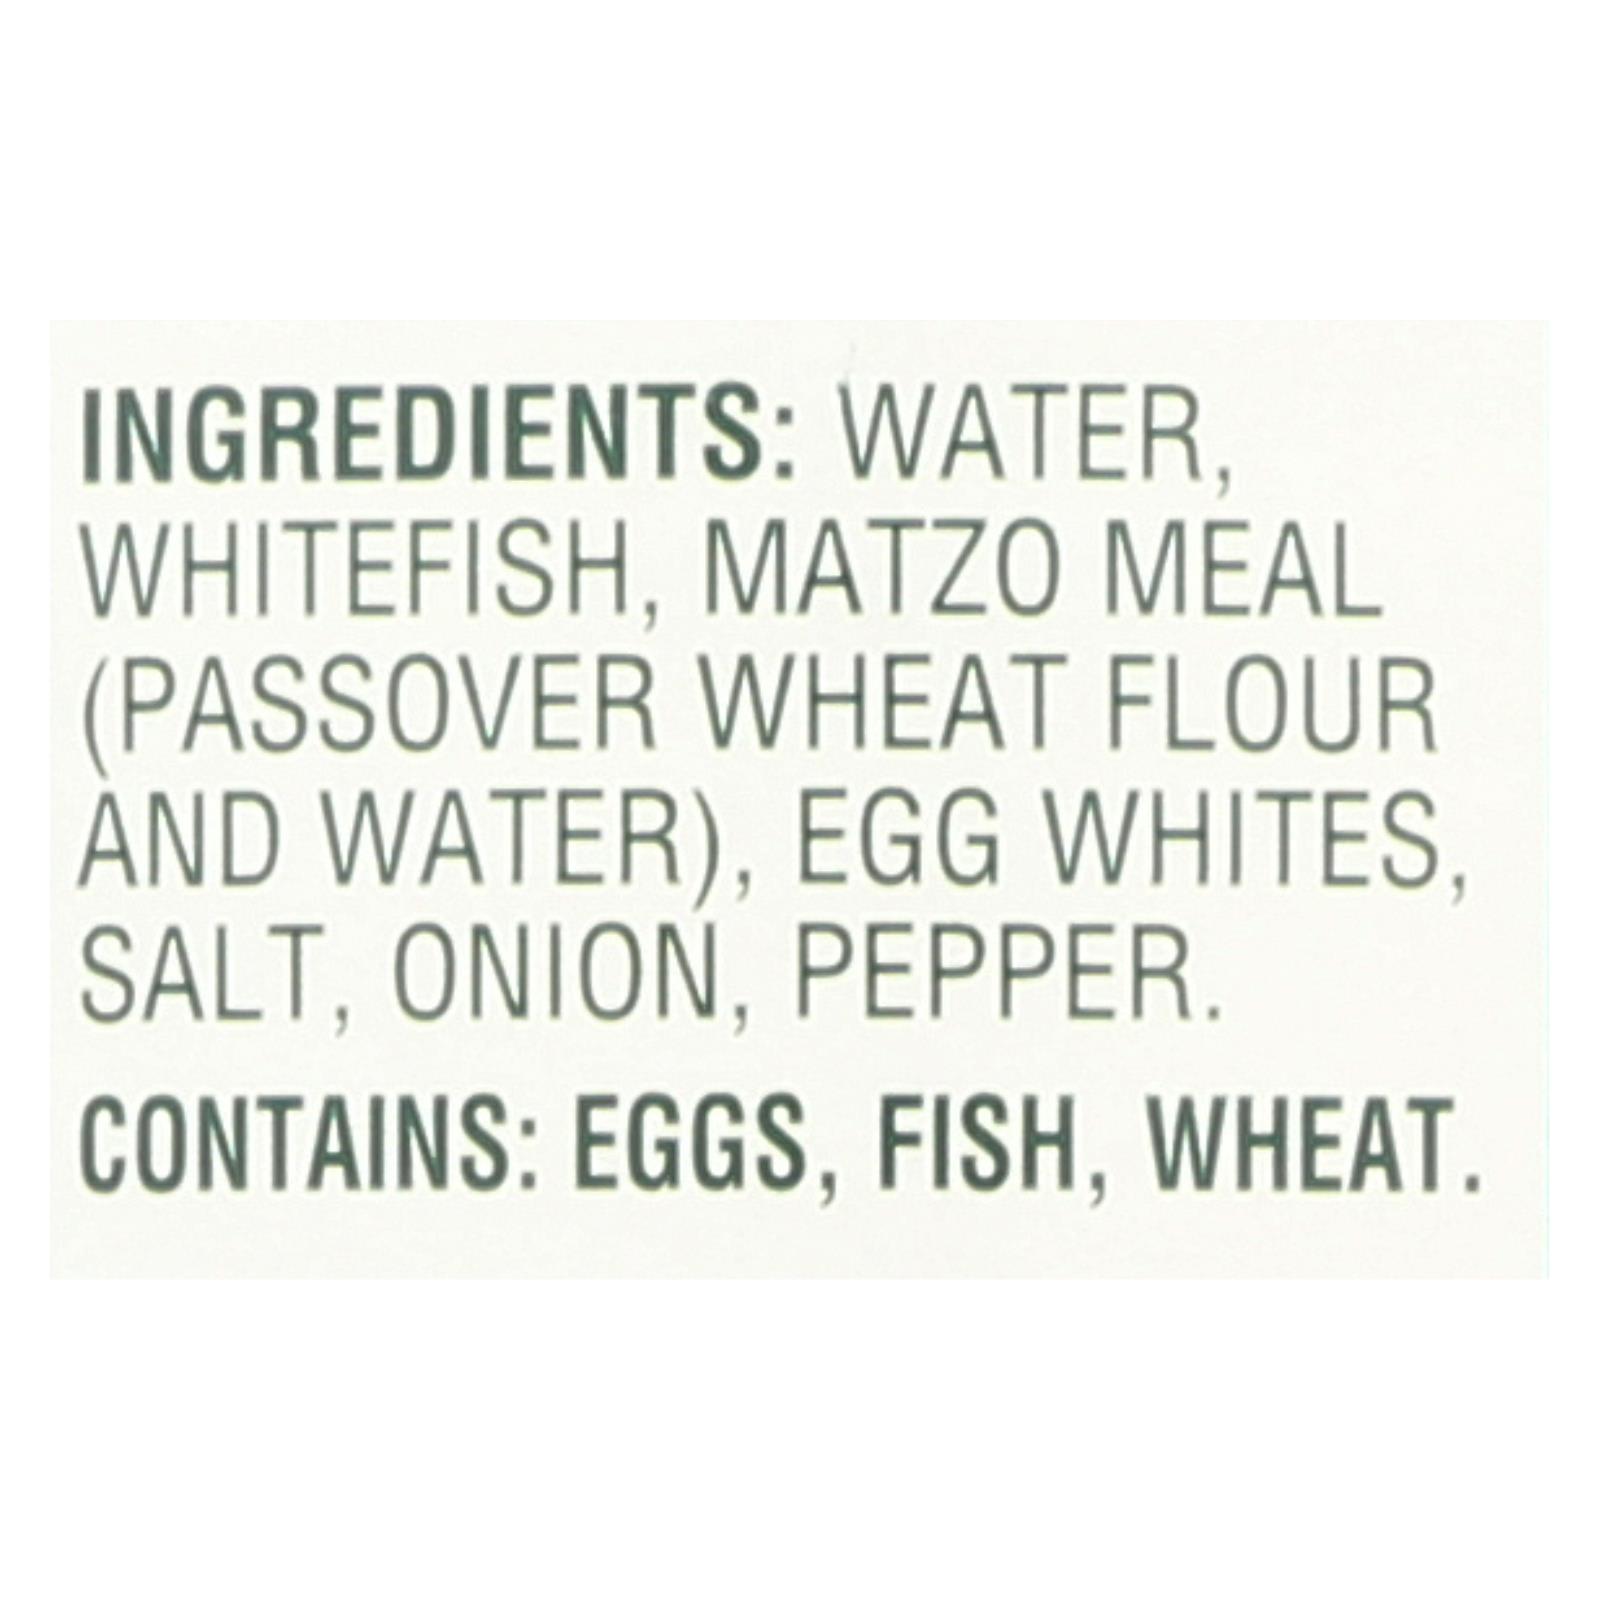 INGREDIENTS: WATER,
WHITEFISH, MATZO MEAL
(PASSOVER WHEAT FLOUR
AND WATER), EGG WHITES,
SALT, ONION, PEPPER.
CONTAINS: EGGS, FISH, WHEAT.